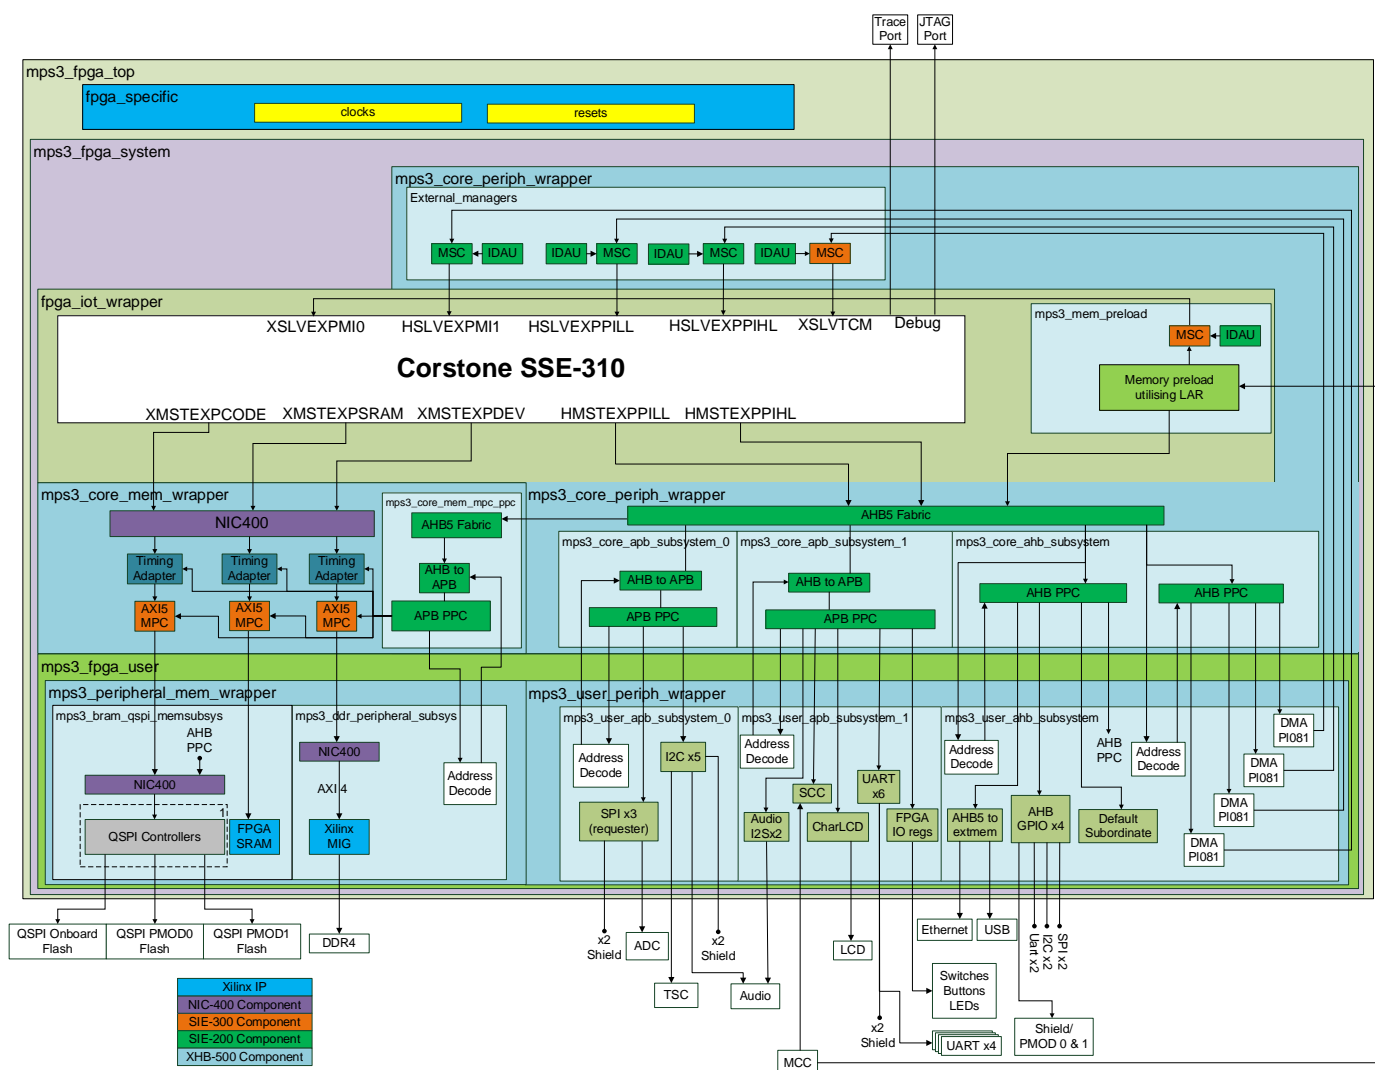 Trace
Port
JTAG
Port
mps3_fpga_top
fpga_specific
clocks
resets
mps3_fpga_system
mps3_core_periph_wrapper
External_managers
MSC
IDAU
IDAU
MSC
IDAU
MSC
IDAU
MSC
fpga_iot_wrapper
XSLVEXPMI0
HSLVEXPMI1
HSLVEXPPILL
HSLVEXPPIHL
XSLVTCM
Debug
mps3_mem_preload
MSC
IDAU
Memory preload
utilising LAR
Corstone SSE-310
XMSTEXPCODE
XMSTEXPSRAM
XMSTEXPDEV
HMSTEXPPILL
HMSTEXPPIHL
mps3_core_mem_wrapper
NIC400
Timing
Adapter
Timing
Adapter
Timing
Adapter
AXI5
MPC
AXI5
MPC
AXI5
MPC
mps3_core_mem_mpc_ppc
AHB5 Fabric
AHB to
APB
APB PPC
mps3_core_periph_wrapper
AHB5 Fabric
mps3_core_apb_subsystem_0
AHB to APB
APB PPC
mps3_core_apb_subsystem_1
AHB to APB
APB PPC
mps3_core_ahb_subsystem
AHB PPC
AHB PPC
mps3_fpga_user
mps3_peripheral_mem_wrapper
mps3_bram_qspi_memsubsys
AHB
PPC
NIC400
1
QSPI Controllers
FPGA
SRAM
mps3_ddr_peripheral_subsys
NIC400
AXI 4
Xilinx
MIG
Address
Decode
mps3_user_periph_wrapper
mps3_user_apb_subsystem_0
Address
Decode
I2C x5
SPI x3
(requester)
mps3_user_apb_subsystem_1
Address
Decode
SCC
UART
x6
Audio
I2Sx2
CharLCD
FPGA
IO regs
mps3_user_ahb_subsystem
Address
Decode
AHB
PPC
Address
Decode
AHB5 to
extmem
AHB
GPIO x4
Default
Subordinate
DMA
Pl081
DMA
Pl081
DMA
Pl081
DMA
Pl081
QSPI Onboard
Flash
QSPI PMOD0
Flash
QSPI PMOD1
Flash
DDR4
x2
Shield
ADC
x2
Shield
TSC
Audio
LCD
Ethernet
USB
Uart x2
I2C x2
SPI x2
Switches
Buttons
LEDs
x2
Shield
UART x4
Shield/
PMOD 0 & 1
MCC
Xilinx IP
NIC-400 Component
SIE-300 Component
SIE-200 Component
XHB-500 Component